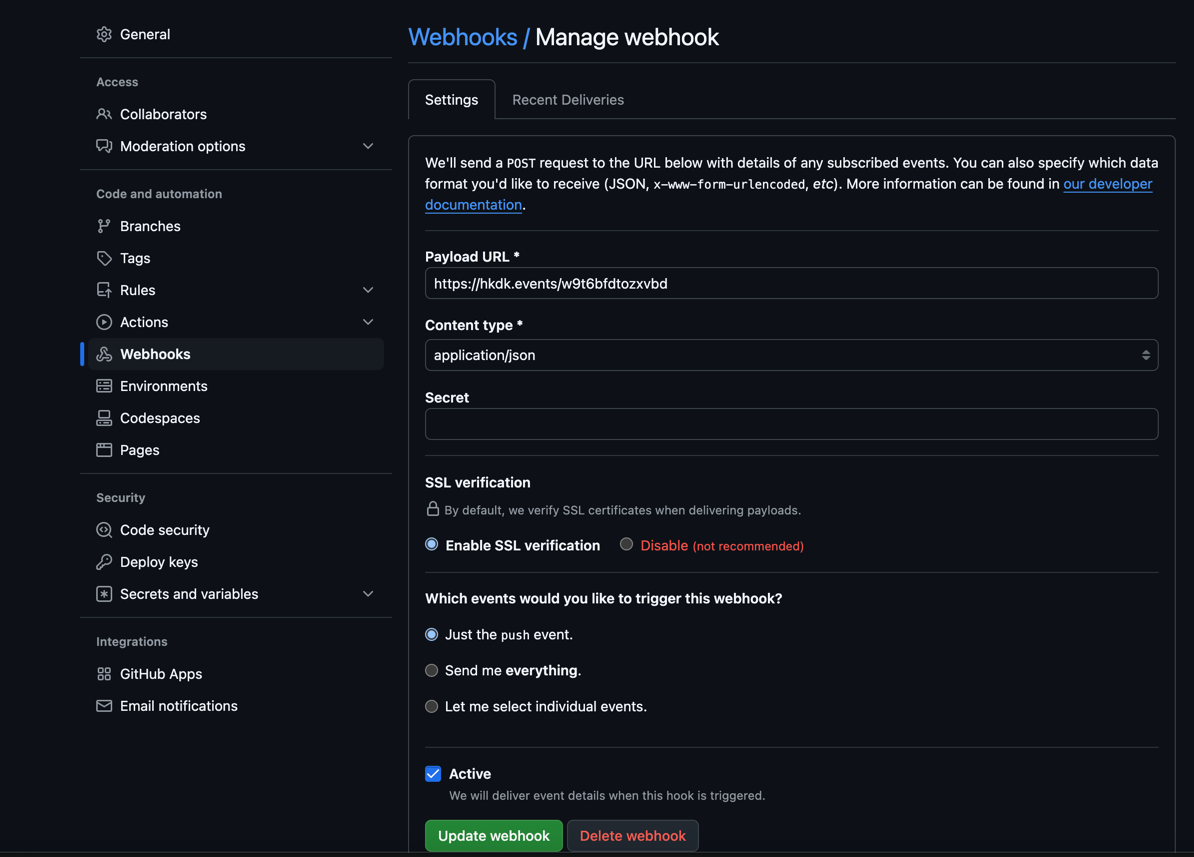 General
Access
Collaborators
Moderation options
Code and automation
Branches
Tags
Rules
Actions
Webhooks
Environments
Codespaces
Pages
Security
Code security
Deploy keys
Secrets and variables
Integrations
GitHub Apps
Email notifications
Webhooks / Manage webhook
Settings Recent Deliveries
We'll send a POST request to the URL below with details of any subscribed events. You can also specify which data
format you'd like to receive (JSON, x-www-form-urlencoded, etc). More information can be found in our developer
documentation.
Payload URL *
https://hkdk.events/w9t6bfdtozxvbd
Content type *
application/json
Secret
SSL verification
By default, we verify SSL certificates when delivering payloads.
Enable SSL verification Disable (not recommended)
Which events would you like to trigger this webhook?
Just the push event.
Send me everything.
Let me select individual events.
Active
We will deliver event details when this hook is triggered.
Update webhook Delete webhook